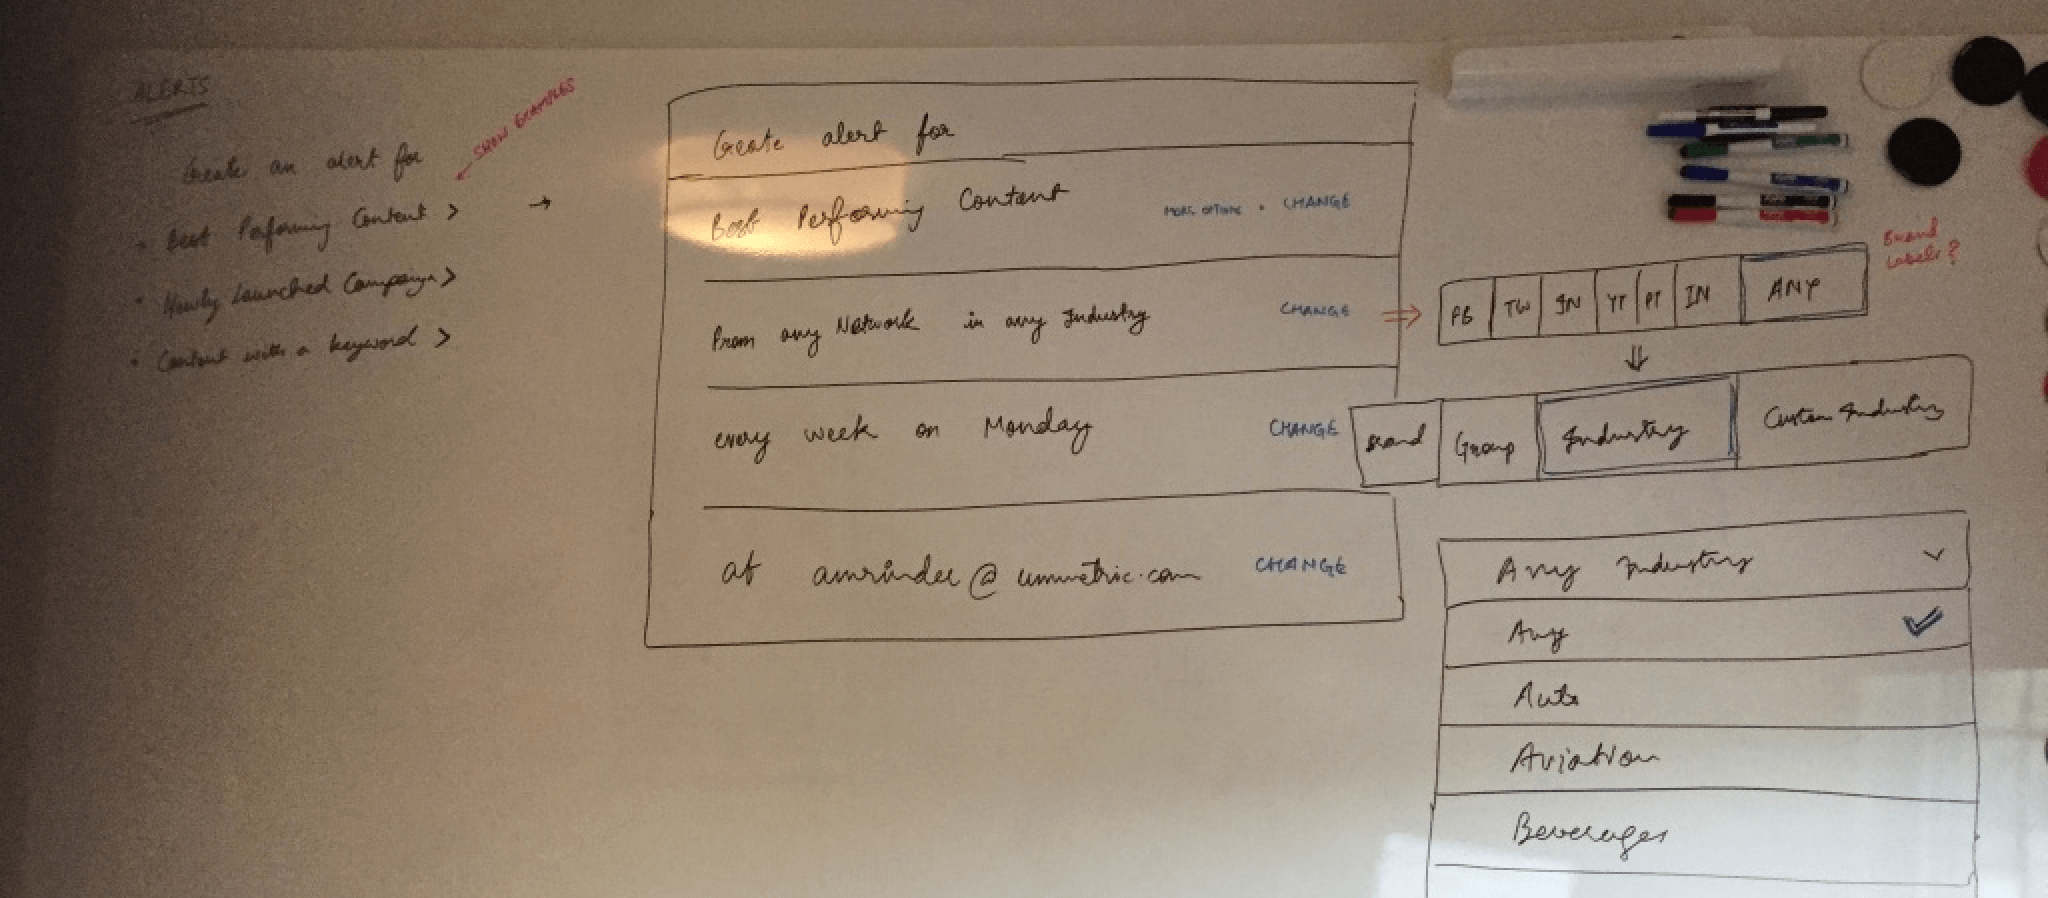 ALERTS
Create an alert for
SHOW EXAMPLES
• Best Performing Content >
• Newly Launched Campaigns >
• Content with a keyword >
→
Create alert for
Best Performing Content MORE OPTIONS • CHANGE
From any Network in any Industry CHANGE
every week on Monday CHANGE
at amrinder@unmetric.com CHANGE
Brand Labels?
FB TW IN YT PT IN ANY
Brand Group Industry Custom Industry
Any Industry
Any
Auto
Aviation
Beverages